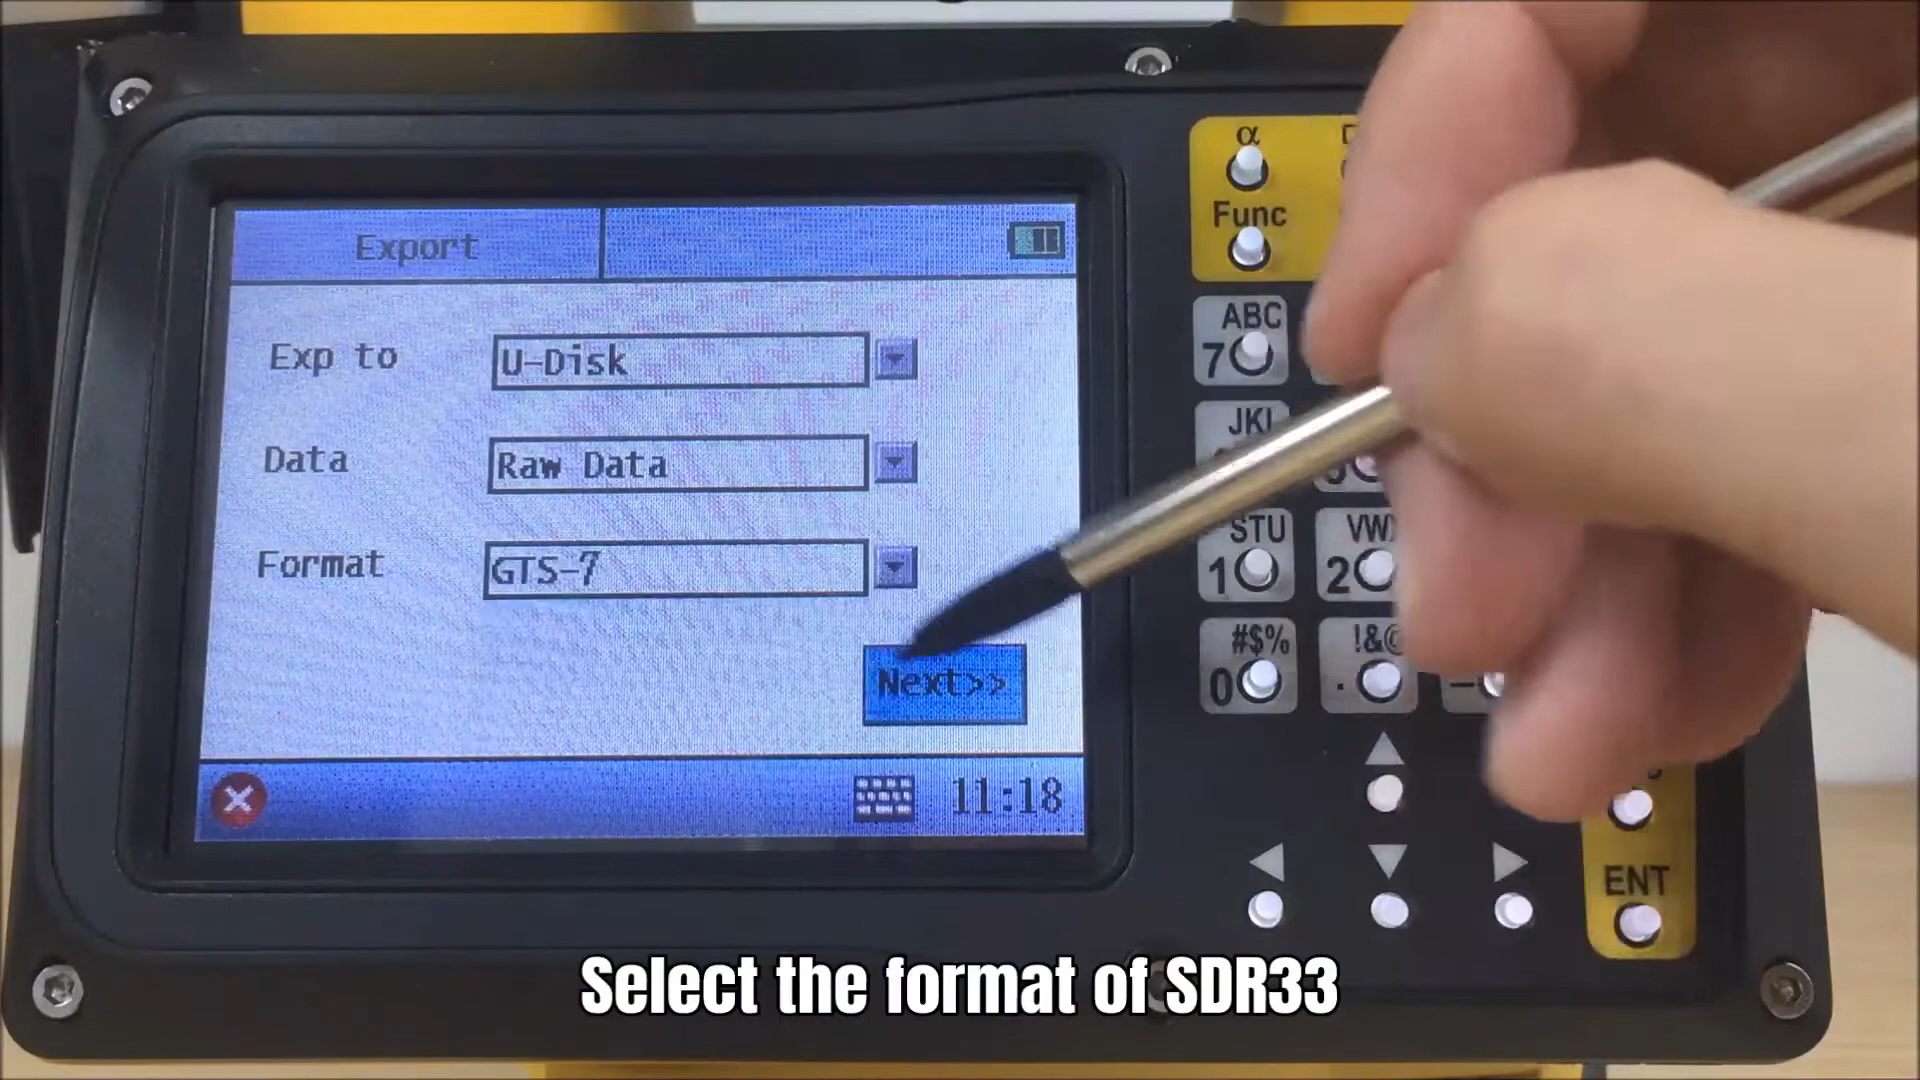 Export
Exp to U-Disk
Data Raw Data
Format GTS-7
Next>>
11:18
α
Func
ABC
7
JKL
STU
1
VW
2
#$%
0
!&@
.
ENT
Select the format of SDR33